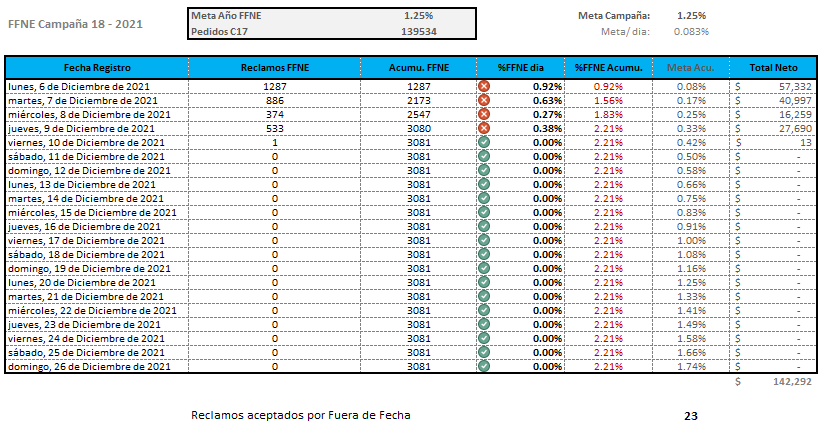 FFNE Campaña 18 - 2021
Meta Año FFNE 1.25%
Pedidos C17 139534
Meta Campaña: 1.25%
Meta/ dia: 0.083%
Fecha Registro Reclamos FFNE Acumu. FFNE %FFNE dia %FFNE Acumu. Meta Acu. Total Neto
lunes, 6 de Diciembre de 2021 1287 1287 0.92% 0.92% 0.08% $ 57,332
martes, 7 de Diciembre de 2021 886 2173 0.63% 1.56% 0.17% $ 40,997
miércoles, 8 de Diciembre de 2021 374 2547 0.27% 1.83% 0.25% $ 16,259
jueves, 9 de Diciembre de 2021 533 3080 0.38% 2.21% 0.33% $ 27,690
viernes, 10 de Diciembre de 2021 1 3081 0.00% 2.21% 0.42% $ 13
sábado, 11 de Diciembre de 2021 0 3081 0.00% 2.21% 0.50% $ -
domingo, 12 de Diciembre de 2021 0 3081 0.00% 2.21% 0.58% $ -
lunes, 13 de Diciembre de 2021 0 3081 0.00% 2.21% 0.66% $ -
martes, 14 de Diciembre de 2021 0 3081 0.00% 2.21% 0.75% $ -
miércoles, 15 de Diciembre de 2021 0 3081 0.00% 2.21% 0.83% $ -
jueves, 16 de Diciembre de 2021 0 3081 0.00% 2.21% 0.91% $ -
viernes, 17 de Diciembre de 2021 0 3081 0.00% 2.21% 1.00% $ -
sábado, 18 de Diciembre de 2021 0 3081 0.00% 2.21% 1.08% $ -
domingo, 19 de Diciembre de 2021 0 3081 0.00% 2.21% 1.16% $ -
lunes, 20 de Diciembre de 2021 0 3081 0.00% 2.21% 1.25% $ -
martes, 21 de Diciembre de 2021 0 3081 0.00% 2.21% 1.33% $ -
miércoles, 22 de Diciembre de 2021 0 3081 0.00% 2.21% 1.41% $ -
jueves, 23 de Diciembre de 2021 0 3081 0.00% 2.21% 1.49% $ -
viernes, 24 de Diciembre de 2021 0 3081 0.00% 2.21% 1.58% $ -
sábado, 25 de Diciembre de 2021 0 3081 0.00% 2.21% 1.66% $ -
domingo, 26 de Diciembre de 2021 0 3081 0.00% 2.21% 1.74% $ -
$ 142,292
Reclamos aceptados por Fuera de Fecha 23